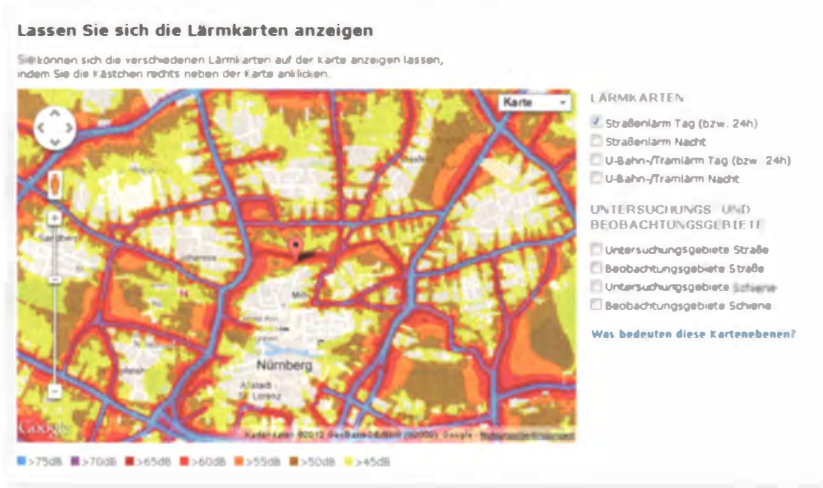 Lassen Sie sich die Lärmkarten anzeigen
Sie können sich die verschiedenen Lärmkarten auf der Karte anzeigen lassen,
indem Sie die Kästchen rechts neben der Karte anklicken.
Karte
Nürnberg
Altstadt -
St. Lorenz
Google
>75dB >70dB >65dB >60dB >55dB >50dB >45dB
LÄRMKARTEN
Straßenlärm Tag (bzw. 24h)
Straßenlärm Nacht
U-Bahn-/Tramlärm Tag (bzw. 24h)
U-Bahn-/Tramlärm Nacht
UNTERSUCHUNGS- UND
BEOBACHTUNGSGEBIETE
Untersuchungsgebiete Straße
Beobachtungsgebiete Straße
Untersuchungsgebiete Schiene
Beobachtungsgebiete Schiene
Was bedeuten diese Kartenebenen?